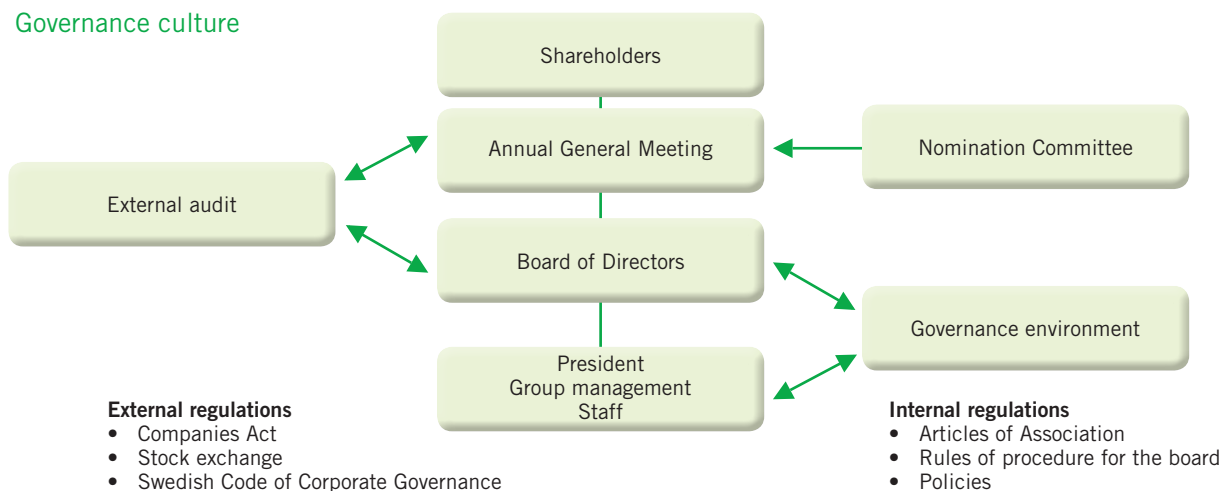 Governance culture
Shareholders
Annual General Meeting
Nomination Committee
External audit
Board of Directors
Governance environment
President
Group management
Staff
External regulations
• Companies Act
• Stock exchange
• Swedish Code of Corporate Governance
Internal regulations
• Articles of Association
• Rules of procedure for the board
• Policies